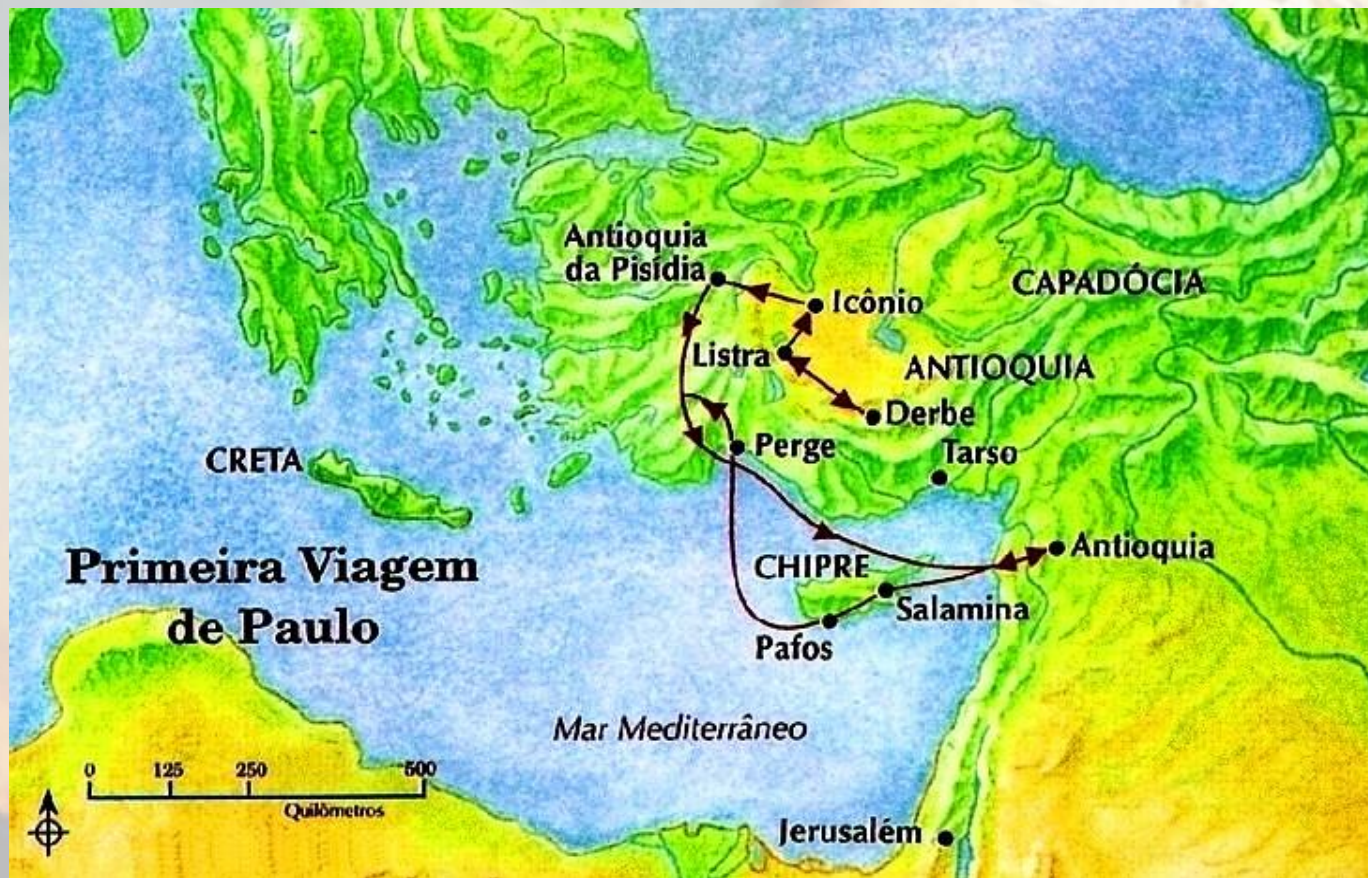 Antioquia
da Pisídia
Icônio
CAPADÓCIA
Listra
ANTIOQUIA
Derbe
Perge
Tarso
CRETA
Primeira Viagem
de Paulo
CHIPRE
Antioquia
Salamina
Pafos
Mar Mediterrâneo
0 125 250 500
Quilômetros
Jerusalém